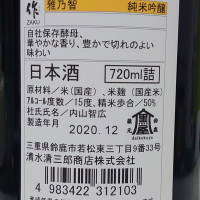 作
ZAKU
雅乃智
純米吟醸
自社保存酵母、
華やかな香り、豊かで切れのよい
味わい
日本酒
720ml詰
原材料／米（国産）、米麹（国産米）
アルコール度数／15度、精米歩合／50%
杜氏氏名／内山智広
製造年月
2020.12
三重県鈴鹿市若松東三丁目9番33号
清水清三郎商店株式会社
4 983422 312103